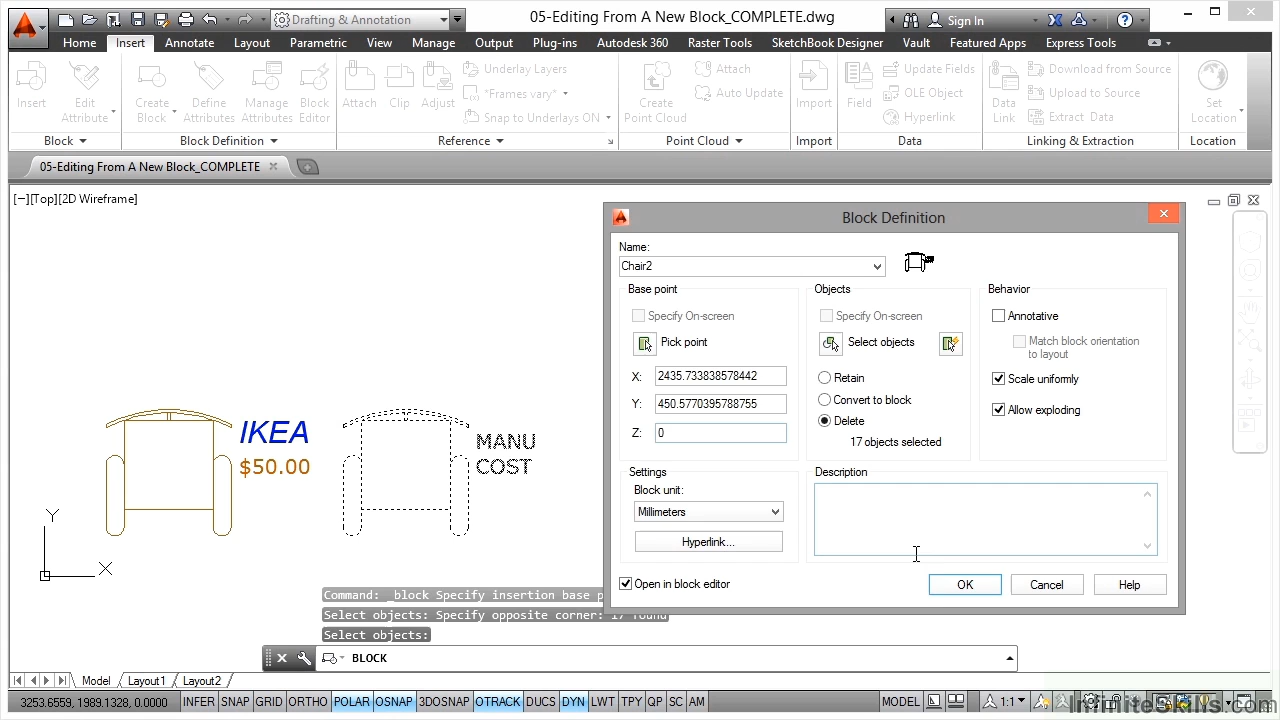 Drafting & Annotation
05-Editing From A New Block_COMPLETE.dwg
Sign In
Home Insert Annotate Layout Parametric View Manage Output Plug-ins Autodesk 360 Raster Tools SketchBook Designer Vault Featured Apps Express Tools
Insert
Edit Attribute
Create Block
Define Attributes
Manage Attributes
Block Editor
Attach
Clip
Adjust
Underlay Layers
*Frames vary*
Snap to Underlays ON
Create Point Cloud
Attach
Auto Update
Import
Field
Update Fields
OLE Object
Hyperlink
Data Link
Download from Source
Upload to Source
Extract Data
Set Location
Block
Block Definition
Reference
Point Cloud
Import
Data
Linking & Extraction
Location
05-Editing From A New Block_COMPLETE
[−][Top][2D Wireframe]
IKEA
$50.00
MANU
COST
Y
X
Block Definition
Name:
Chair2
Base point
Specify On-screen
Pick point
X: 2435.733838578442
Y: 450.5770395788755
Z: 0
Objects
Specify On-screen
Select objects
Retain
Convert to block
Delete
17 objects selected
Behavior
Annotative
Match block orientation
to layout
Scale uniformly
Allow exploding
Settings
Block unit:
Millimeters
Hyperlink...
Description
Open in block editor
OK
Cancel
Help
Command: _block Specify insertion base p
Select objects: Specify opposite corner: 17 found
Select objects:
BLOCK
Model Layout1 Layout2
3253.6559, 1989.1328, 0.0000 INFER SNAP GRID ORTHO POLAR OSNAP 3DOSNAP OTRACK DUCS DYN LWT TPY QP SC AM MODEL 1:1
InfiniteSkills.com